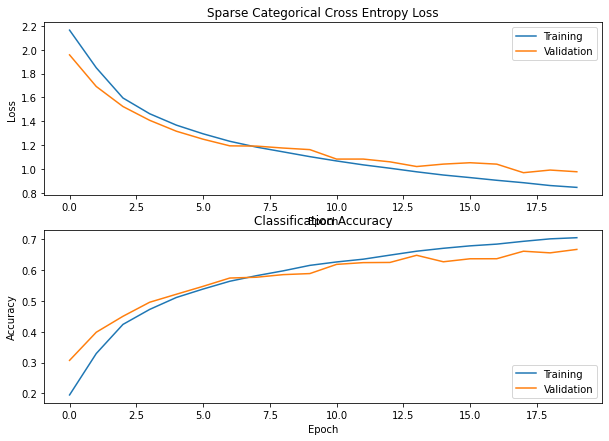 Sparse Categorical Cross Entropy Loss
2.2
2.0
1.8
1.6
1.4
1.2
1.0
0.8
Loss
Training
Validation
0.0 2.5 5.0 7.5 10.0 12.5 15.0 17.5
Epoch
Classification Accuracy
0.7
0.6
0.5
0.4
0.3
0.2
Accuracy
Training
Validation
0.0 2.5 5.0 7.5 10.0 12.5 15.0 17.5
Epoch